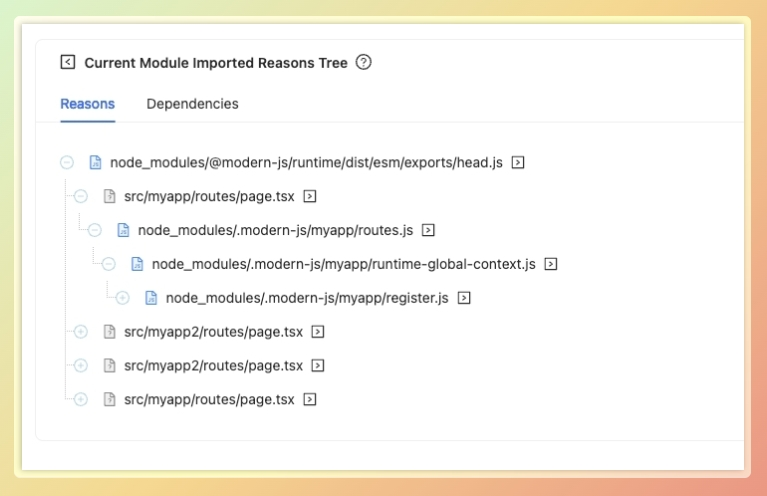 Current Module Imported Reasons Tree
Reasons Dependencies
node_modules/@modern-js/runtime/dist/esm/exports/head.js
src/myapp/routes/page.tsx
node_modules/.modern-js/myapp/routes.js
node_modules/.modern-js/myapp/runtime-global-context.js
node_modules/.modern-js/myapp/register.js
src/myapp2/routes/page.tsx
src/myapp2/routes/page.tsx
src/myapp/routes/page.tsx